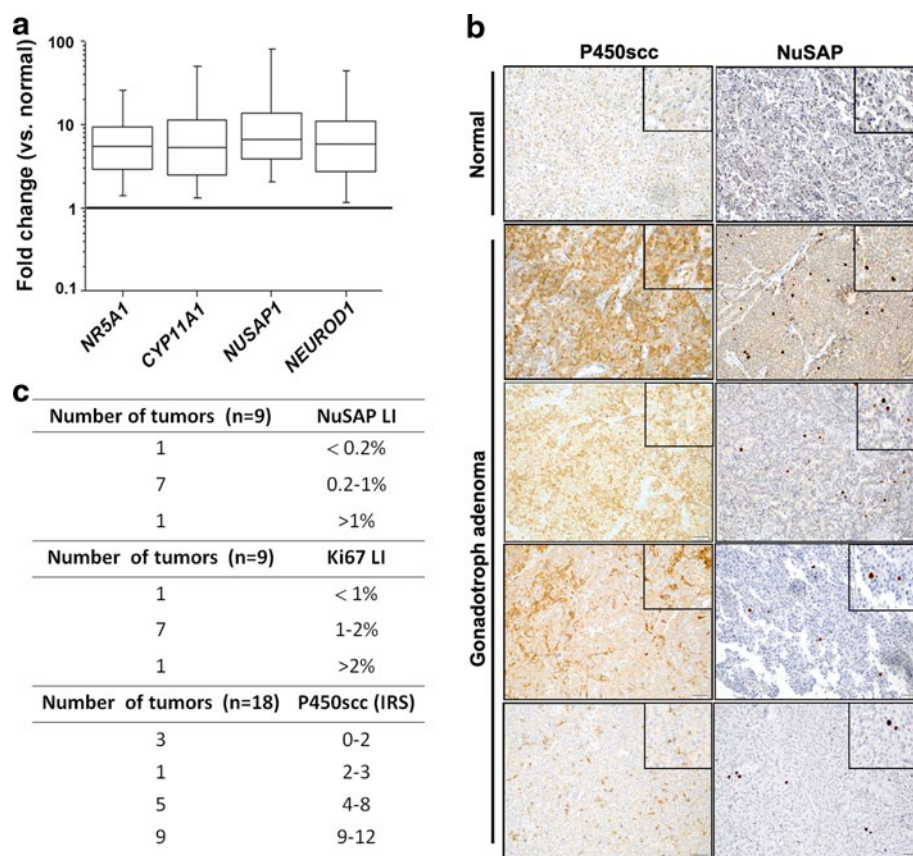 a
Fold change (vs. normal)
100
10
1
0.1
NR5A1
CYP11A1
NUSAP1
NEUROD1
b
P450scc NuSAP
Normal
Gonadotroph adenoma
c
Number of tumors (n=9) NuSAP LI
1 < 0.2%
7 0.2-1%
1 >1%
Number of tumors (n=9) Ki67 LI
1 < 1%
7 1-2%
1 >2%
Number of tumors (n=18) P450scc (IRS)
3 0-2
1 2-3
5 4-8
9 9-12